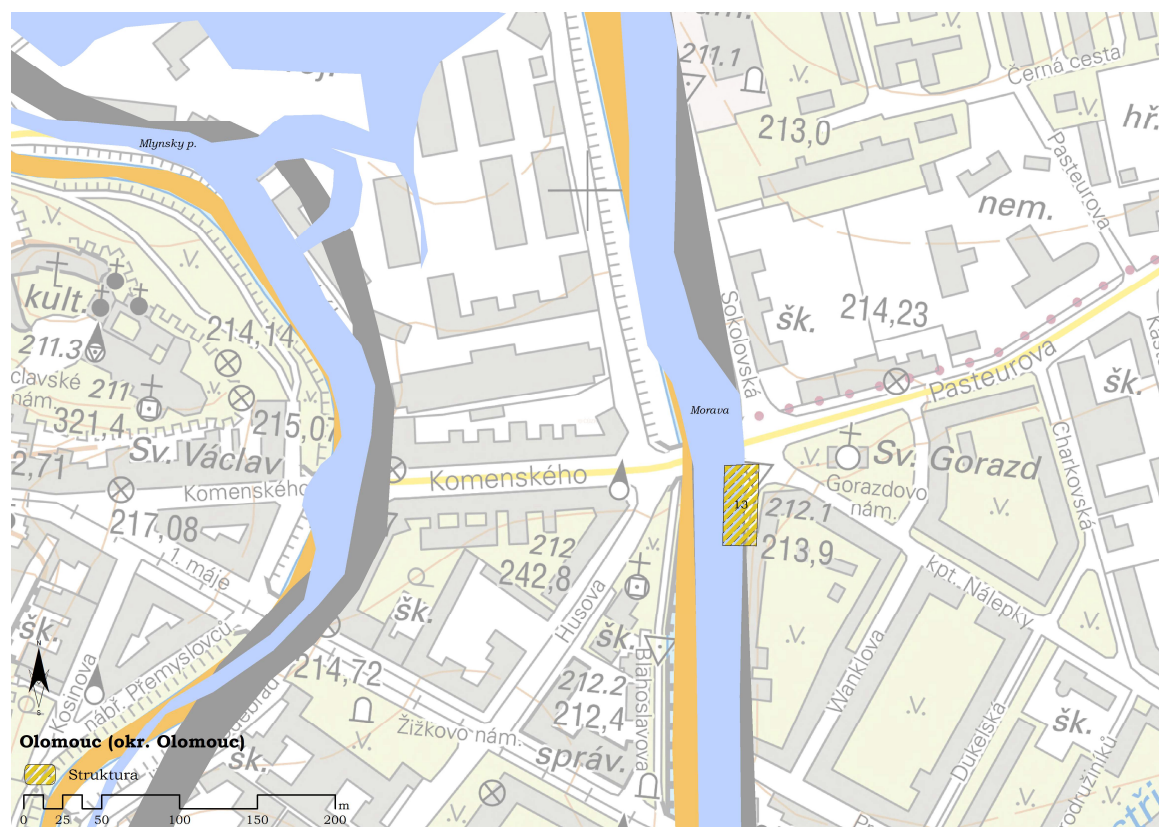 211.1
Černá cesta
213,0
hř.
Mlynsky p.
Pasteurova
nem.
kult.
214,14
Sokolovská
šk.
214,23
211.3
clavské
nám.
211
321,4
215,07
Pasteurova
šk.
Morava
2,71
Sv. Václav
Komenského
Komenského
Sv. Gorazd
Gorazdovo
nám.
Charkovská
13
217,08
212.1
213,9
1. máje
212
242,8
kpt. Nálepky
šk.
šk.
Husova
šk.
Wanklova
Kosinova
nábř. Přemyslovců
214,72
Blahoslavova
212.2
212,4
šk.
N
S
Žižkovo nám.
správ.
Dukelská
Olomouc (okr. Olomouc)
šk.
Struktura
0 25 50 100 150 200 m